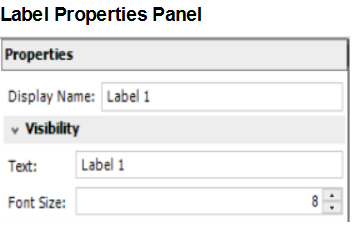 Label Properties Panel
Properties
Display Name: Label 1
Visibility
Text: Label 1
Font Size: 8